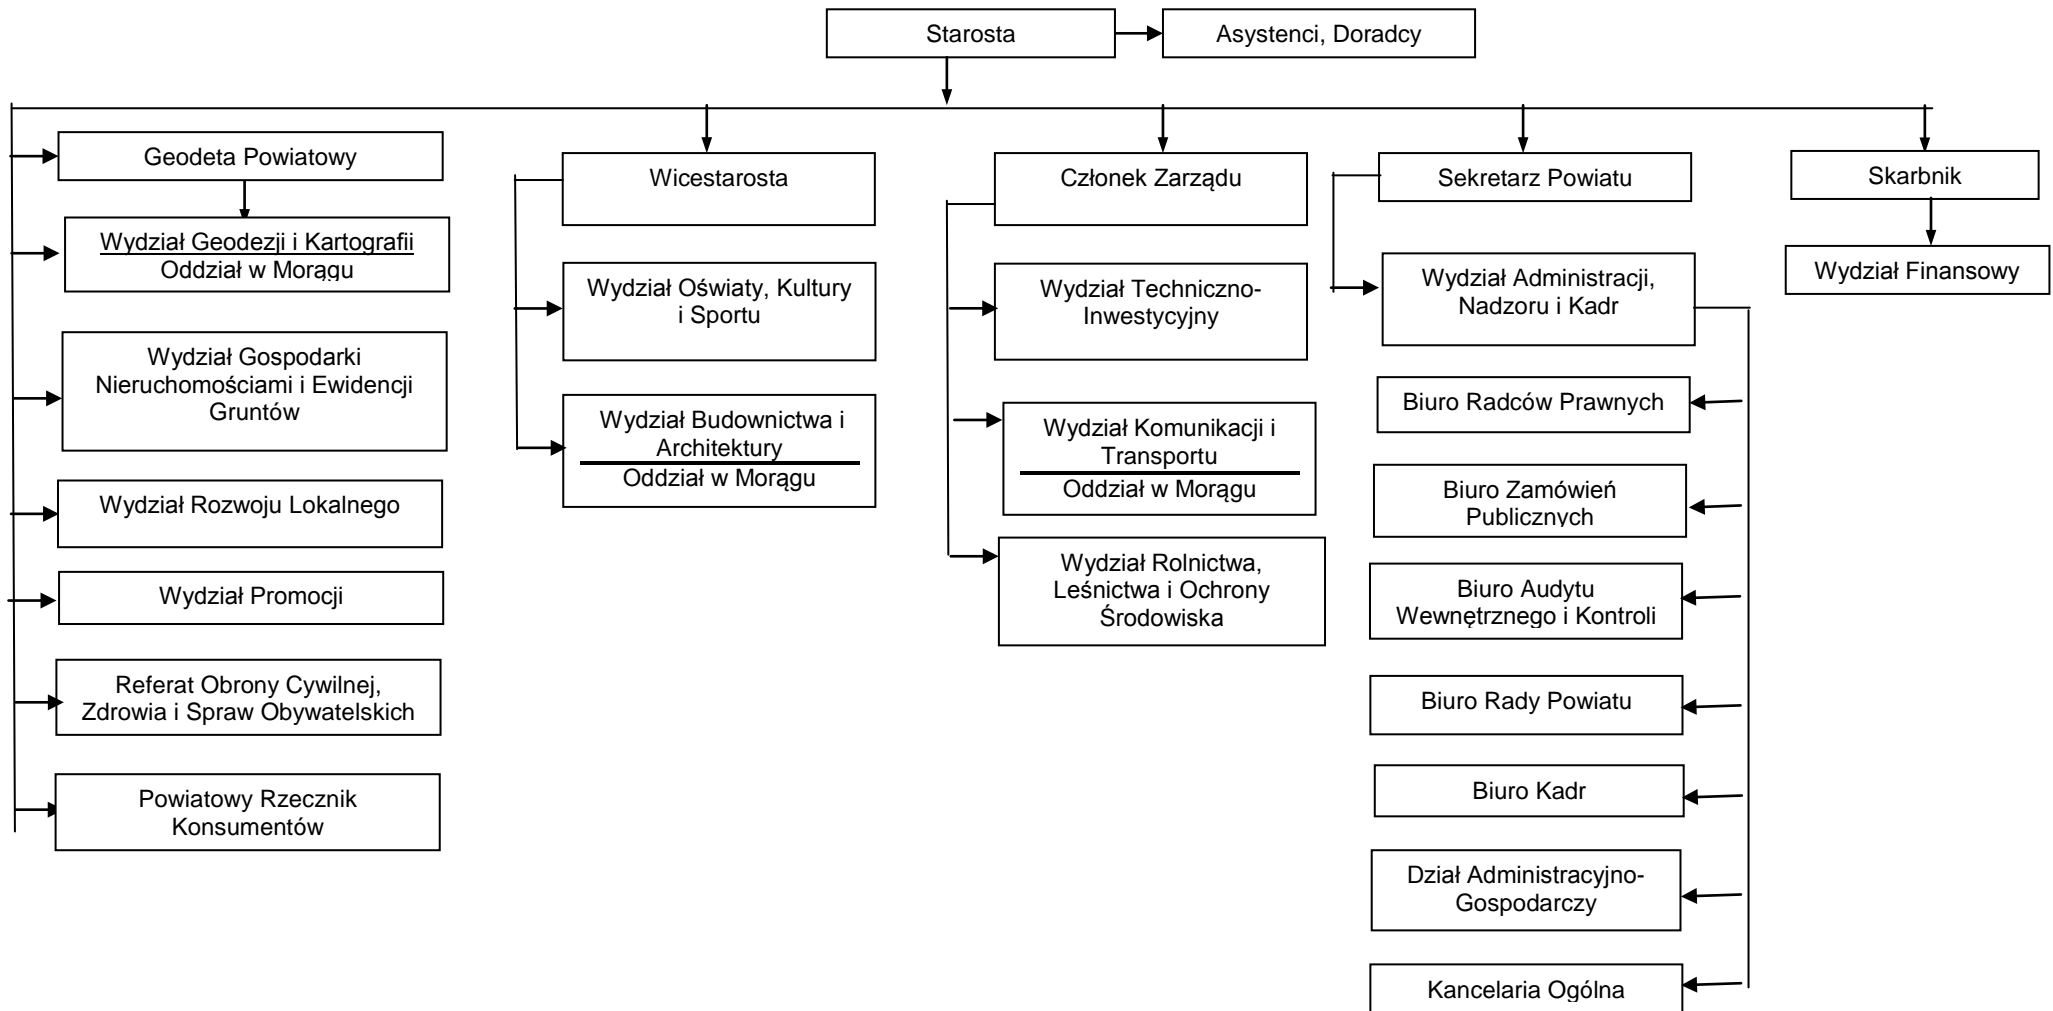 Starosta
Asystenci, Doradcy
Geodeta Powiatowy
Wydział Geodezji i Kartografii
Oddział w Morągu
Wydział Gospodarki
Nieruchomościami i Ewidencji
Gruntów
Wydział Rozwoju Lokalnego
Wydział Promocji
Referat Obrony Cywilnej,
Zdrowia i Spraw Obywatelskich
Powiatowy Rzecznik
Konsumentów
Wicestarosta
Wydział Oświaty, Kultury
i Sportu
Wydział Budownictwa i
Architektury
Oddział w Morągu
Członek Zarządu
Wydział Techniczno-
Inwestycyjny
Wydział Komunikacji i
Transportu
Oddział w Morągu
Wydział Rolnictwa,
Leśnictwa i Ochrony
Środowiska
Sekretarz Powiatu
Wydział Administracji,
Nadzoru i Kadr
Biuro Radców Prawnych
Biuro Zamówień
Publicznych
Biuro Audytu
Wewnętrznego i Kontroli
Biuro Rady Powiatu
Biuro Kadr
Dział Administracyjno-
Gospodarczy
Kancelaria Ogólna
Skarbnik
Wydział Finansowy